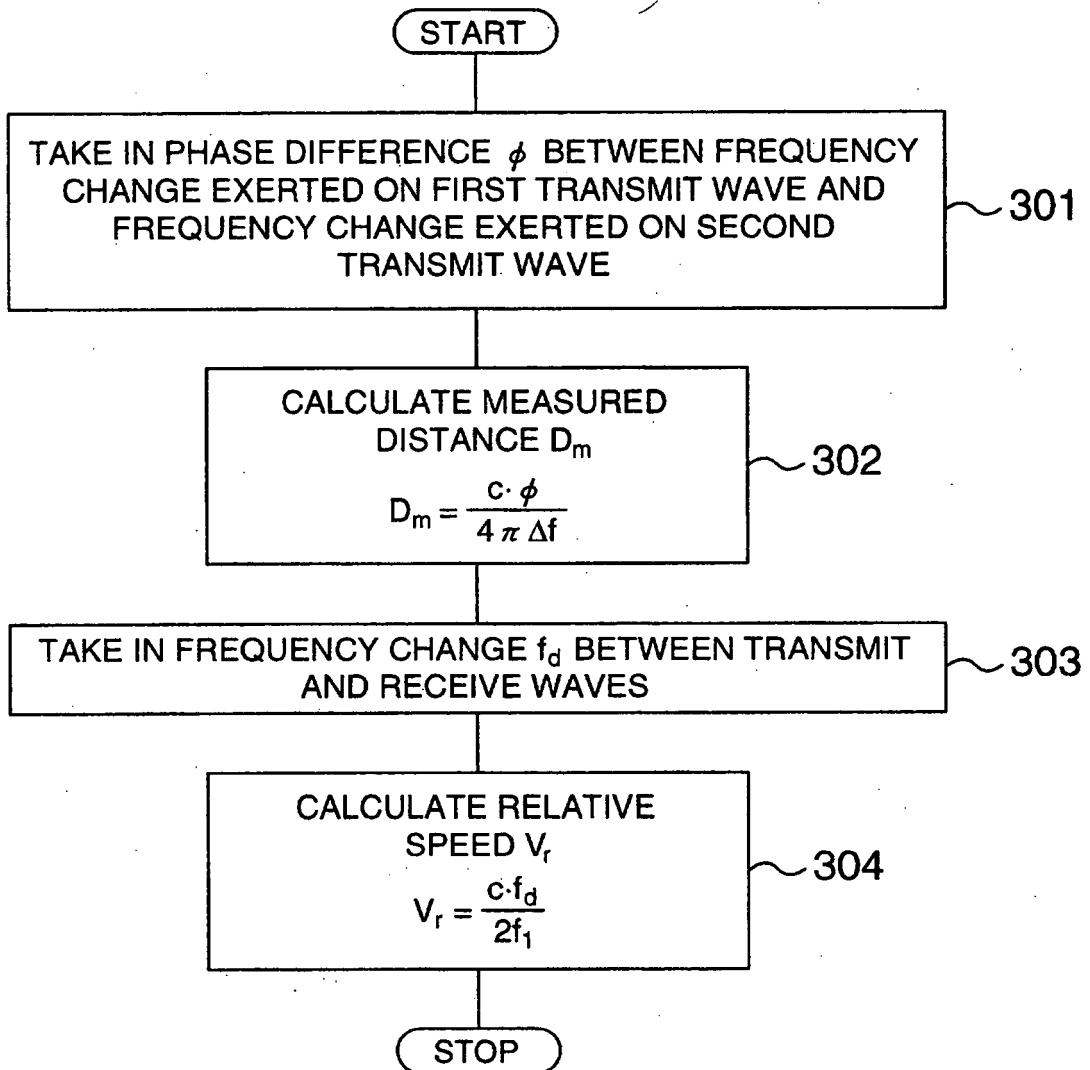 START
TAKE IN PHASE DIFFERENCE ϕ BETWEEN FREQUENCY
CHANGE EXERTED ON FIRST TRANSMIT WAVE AND
FREQUENCY CHANGE EXERTED ON SECOND
TRANSMIT WAVE
301
CALCULATE MEASURED
DISTANCE Dm
Dm = c·ϕ / 4πΔf
302
TAKE IN FREQUENCY CHANGE fd BETWEEN TRANSMIT
AND RECEIVE WAVES
303
CALCULATE RELATIVE
SPEED Vr
Vr = c·fd / 2f1
304
STOP